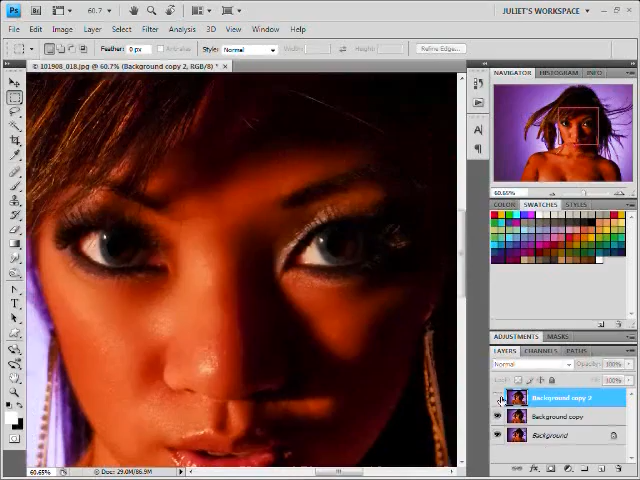 Ps
60.7
JULIET'S WORKSPACE
File Edit Image Layer Select Filter Analysis 3D View Window Help
Feather: 0 px Anti-alias Style: Normal Width: Height: Refine Edge...
© 101908_018.jpg @ 60.7% (Background copy 2, RGB/8) * x
NAVIGATOR HISTOGRAM INFO
60.65%
COLOR SWATCHES STYLES
ADJUSTMENTS MASKS
LAYERS CHANNELS PATHS
Normal Opacity: 100%
Lock: Fill: 100%
Background copy 2
Background copy
Background
60.65% Doc: 29.0M/86.9M